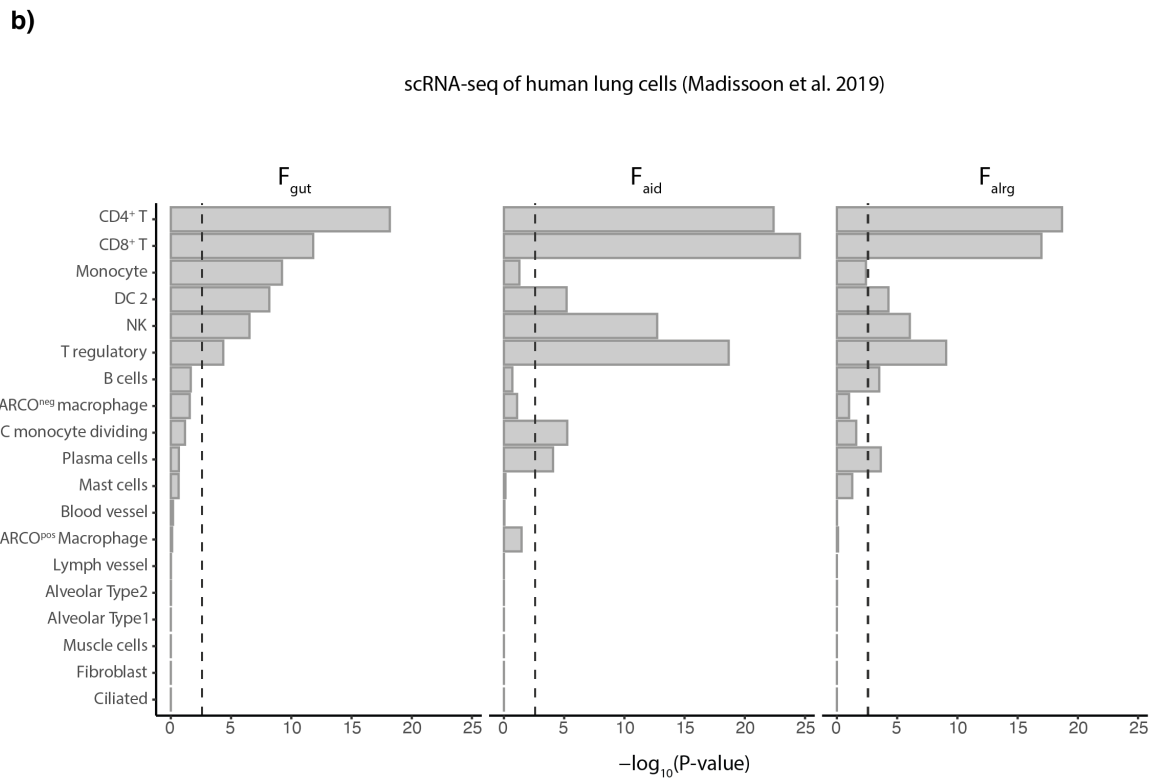 b)
scRNA-seq of human lung cells (Madissoon et al. 2019)
Fgut Faid Falrg
CD4+ T
CD8+ T
Monocyte
DC 2
NK
T regulatory
B cells
ARCOneg macrophage
C monocyte dividing
Plasma cells
Mast cells
Blood vessel
ARCOpos Macrophage
Lymph vessel
Alveolar Type2
Alveolar Type1
Muscle cells
Fibroblast
Ciliated
0 5 10 15 20 25 0 5 10 15 20 25 0 5 10 15 20 25
−log10(P-value)